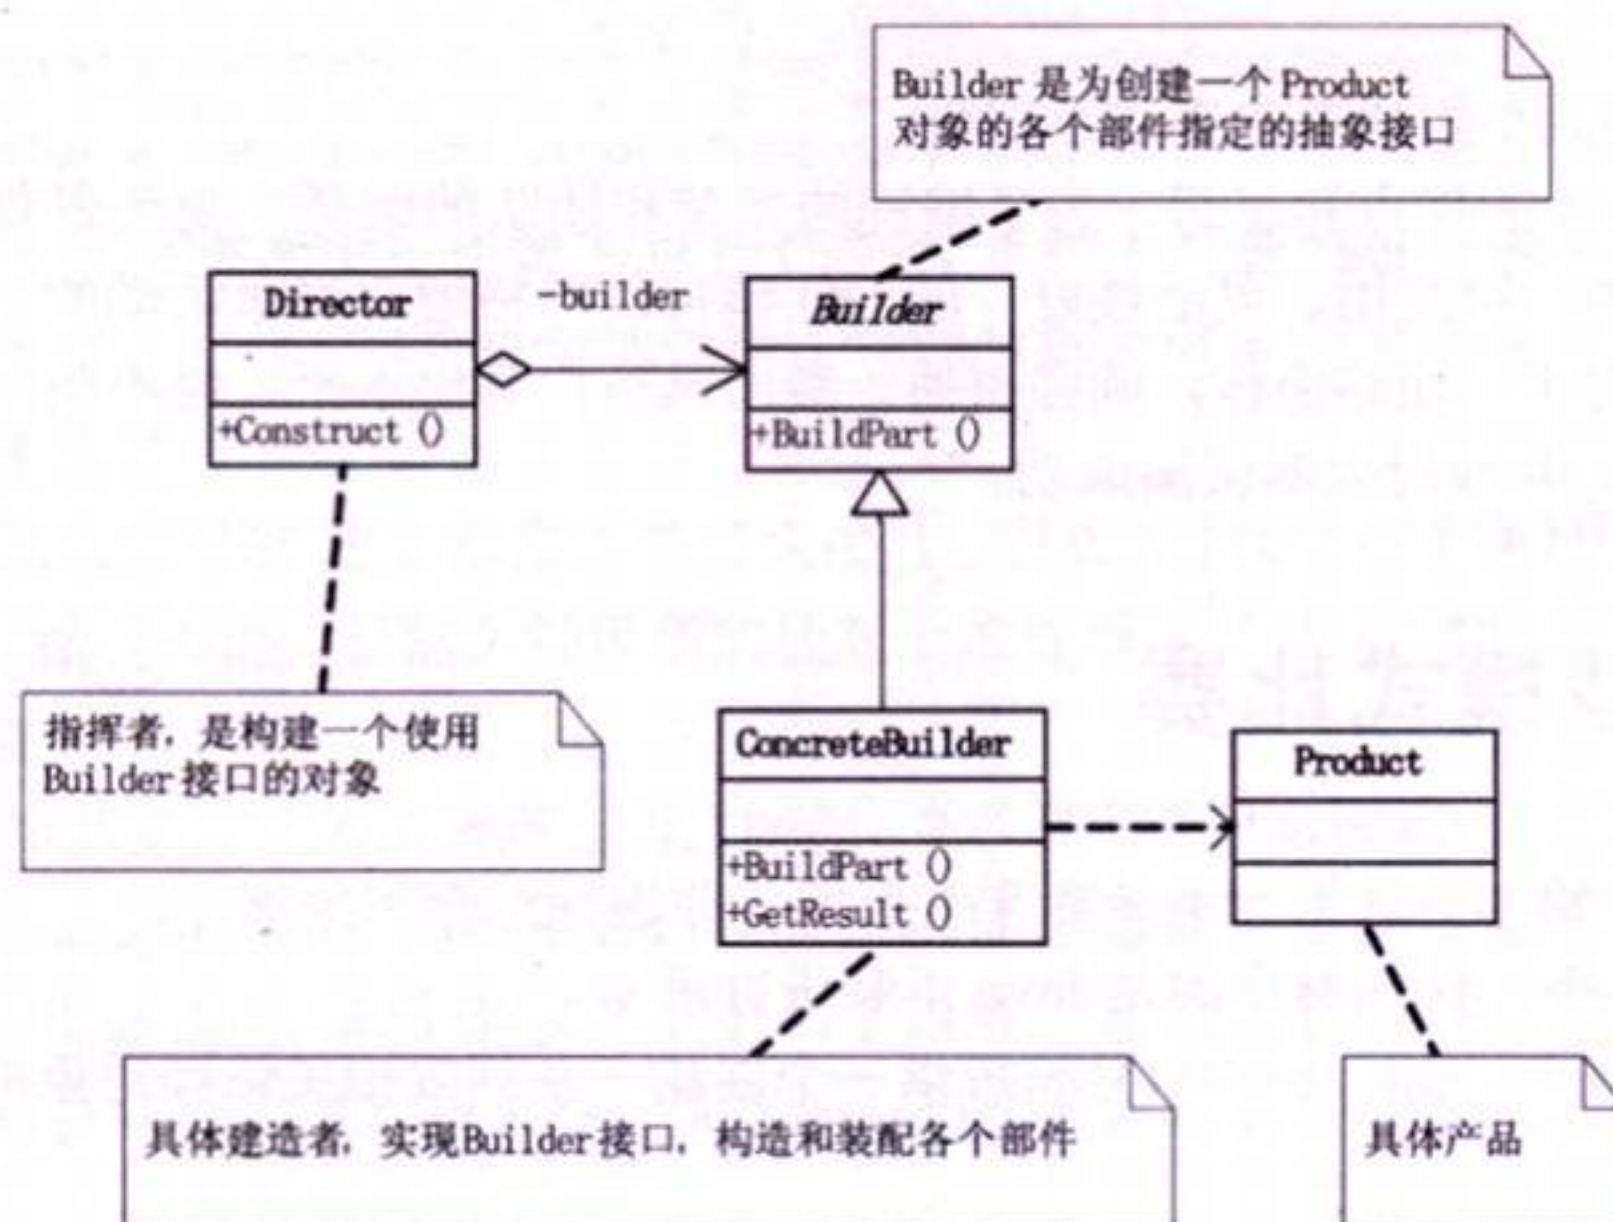 Builder 是为创建一个 Product
对象的各个部件指定的抽象接口
Director
-builder
Builder
+Construct ()
+BuildPart ()
指挥者，是构建一个使用
Builder 接口的对象
ConcreteBuilder
Product
+BuildPart ()
+GetResult ()
具体建造者，实现Builder接口，构造和装配各个部件
具体产品